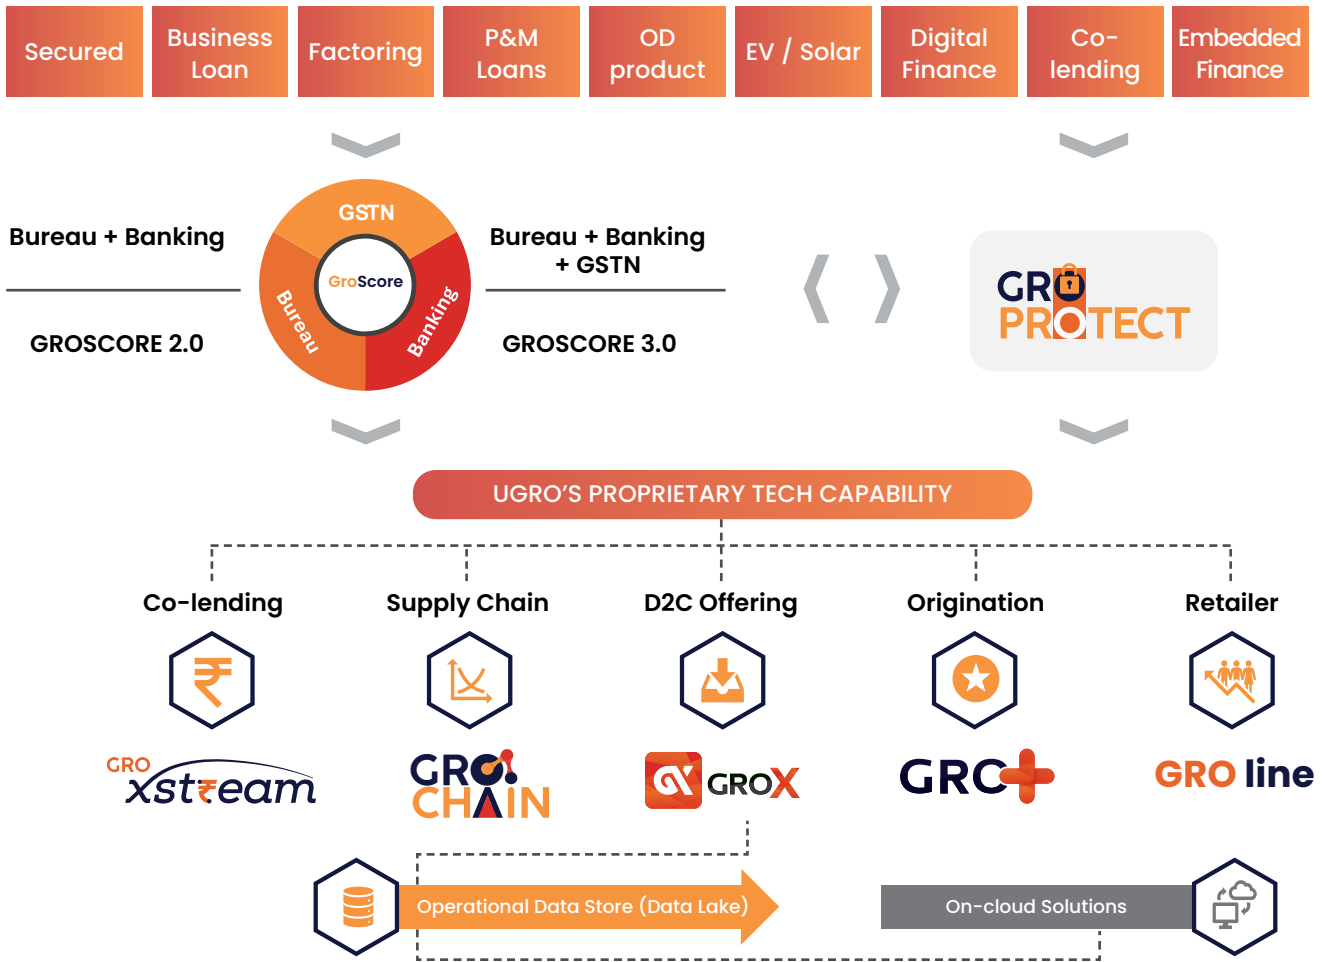 Secured
Business
Loan
Factoring
P&M
Loans
OD
product
EV / Solar
Digital
Finance
Co-
lending
Embedded
Finance
GSTN
Bureau + Banking
Bureau + Banking
+ GSTN
GroScore
Bureau
Banking
GRO
PROTECT
GROSCORE 2.0
GROSCORE 3.0
UGRO’S PROPRIETARY TECH CAPABILITY
Co-lending
Supply Chain
D2C Offering
Origination
Retailer
₹
GRO
xst₹eam
GRO
CHAIN
GX
GROX
GRO+
GRO line
Operational Data Store (Data Lake)
On-cloud Solutions